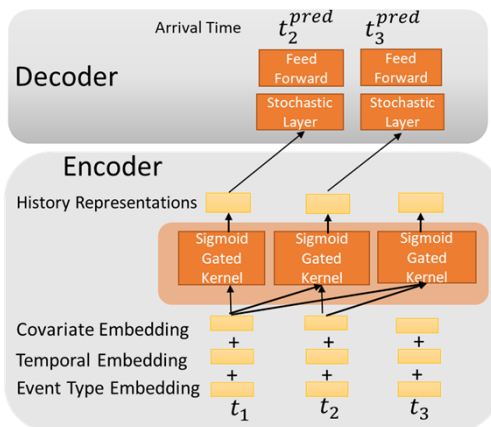 Arrival Time t_2^{pred} t_3^{pred}
Decoder
Feed Forward
Feed Forward
Stochastic Layer
Stochastic Layer
Encoder
History Representations
Sigmoid Gated Kernel
Sigmoid Gated Kernel
Sigmoid Gated Kernel
Covariate Embedding
+ + +
Temporal Embedding
+ + +
Event Type Embedding
t_1 t_2 t_3